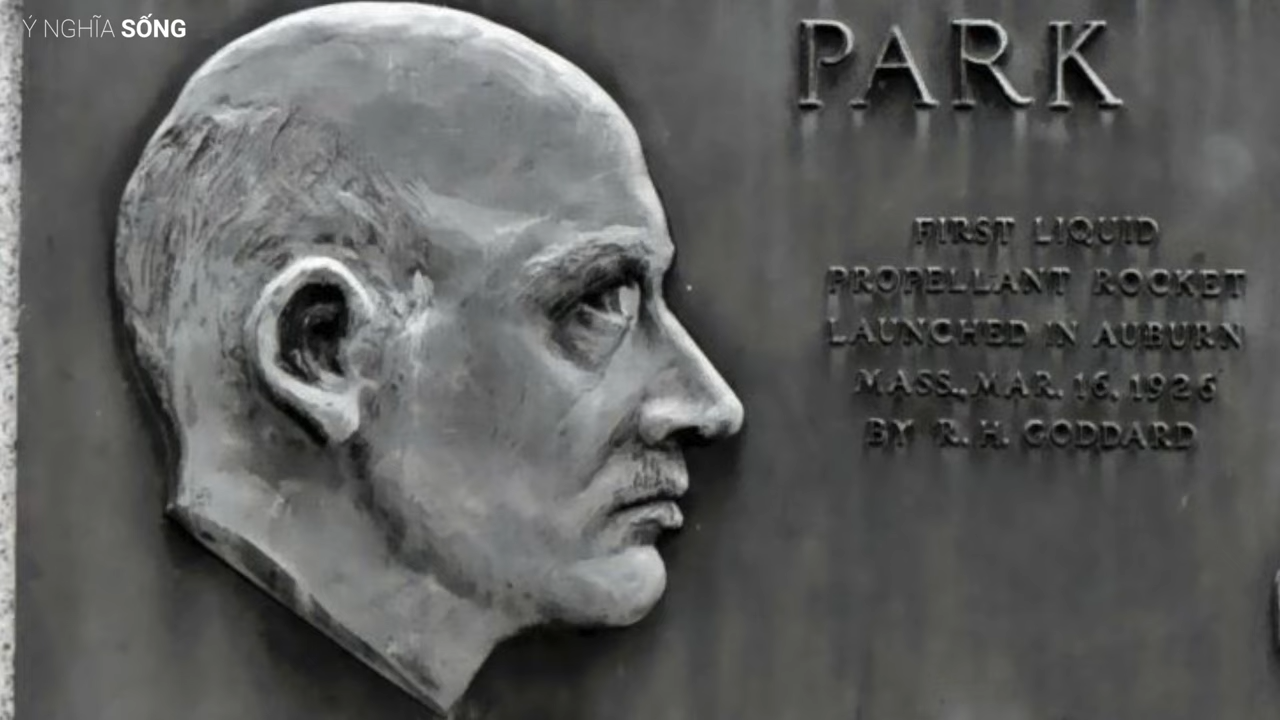 Ý NGHĨA SỐNG
PARK
FIRST LIQUID
PROPELLANT ROCKET
LAUNCHED IN AUBURN
MASS., MAR. 16, 1926
BY R. H. GODDARD